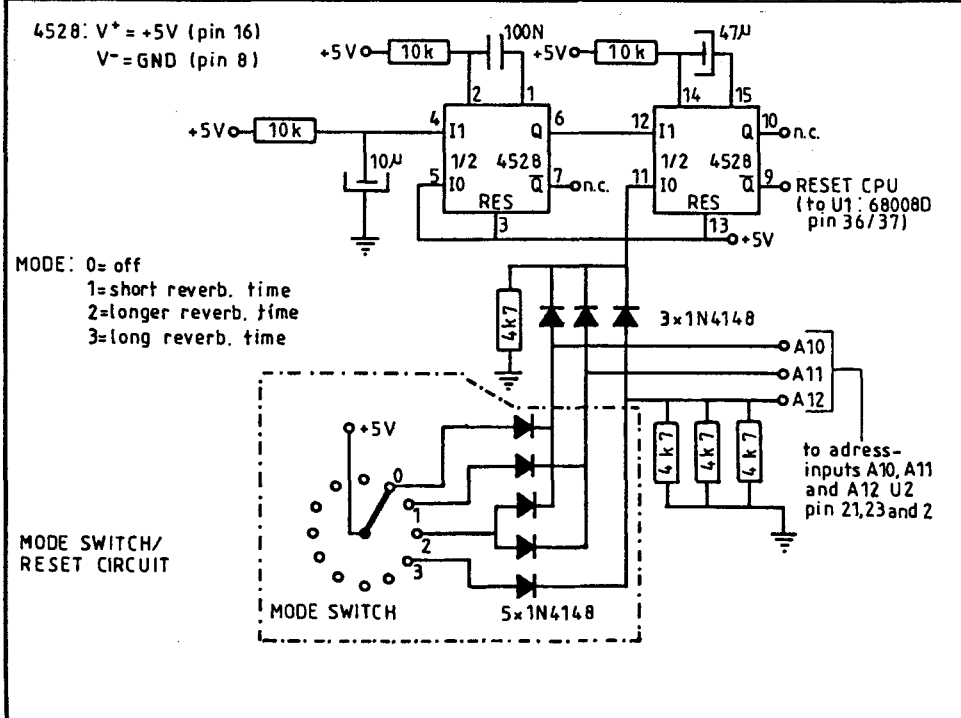 4528: V+ = +5V (pin 16)
V- = GND (pin 8)
+5V
10k
100N
+5V
10k
47µ
2
1
14
15
+5V
10k
4
I1
Q
6
12
I1
Q
10
n.c.
10µ
1/2 4528
1/2 4528
5
I0
Q
7
n.c.
11
I0
Q
9
RESET CPU
(to U1: 68008D
pin 36/37)
RES
RES
3
13
+5V
MODE: 0= off
1=short reverb. time
2=longer reverb. time
3=long reverb. time
4k7
3x1N4148
A10
A11
A12
+5V
0
1
2
3
4k7
4k7
4k7
to adress-
inputs A10, A11
and A12 U2
pin 21,23 and 2
MODE SWITCH/
RESET CIRCUIT
MODE SWITCH
5x1N4148